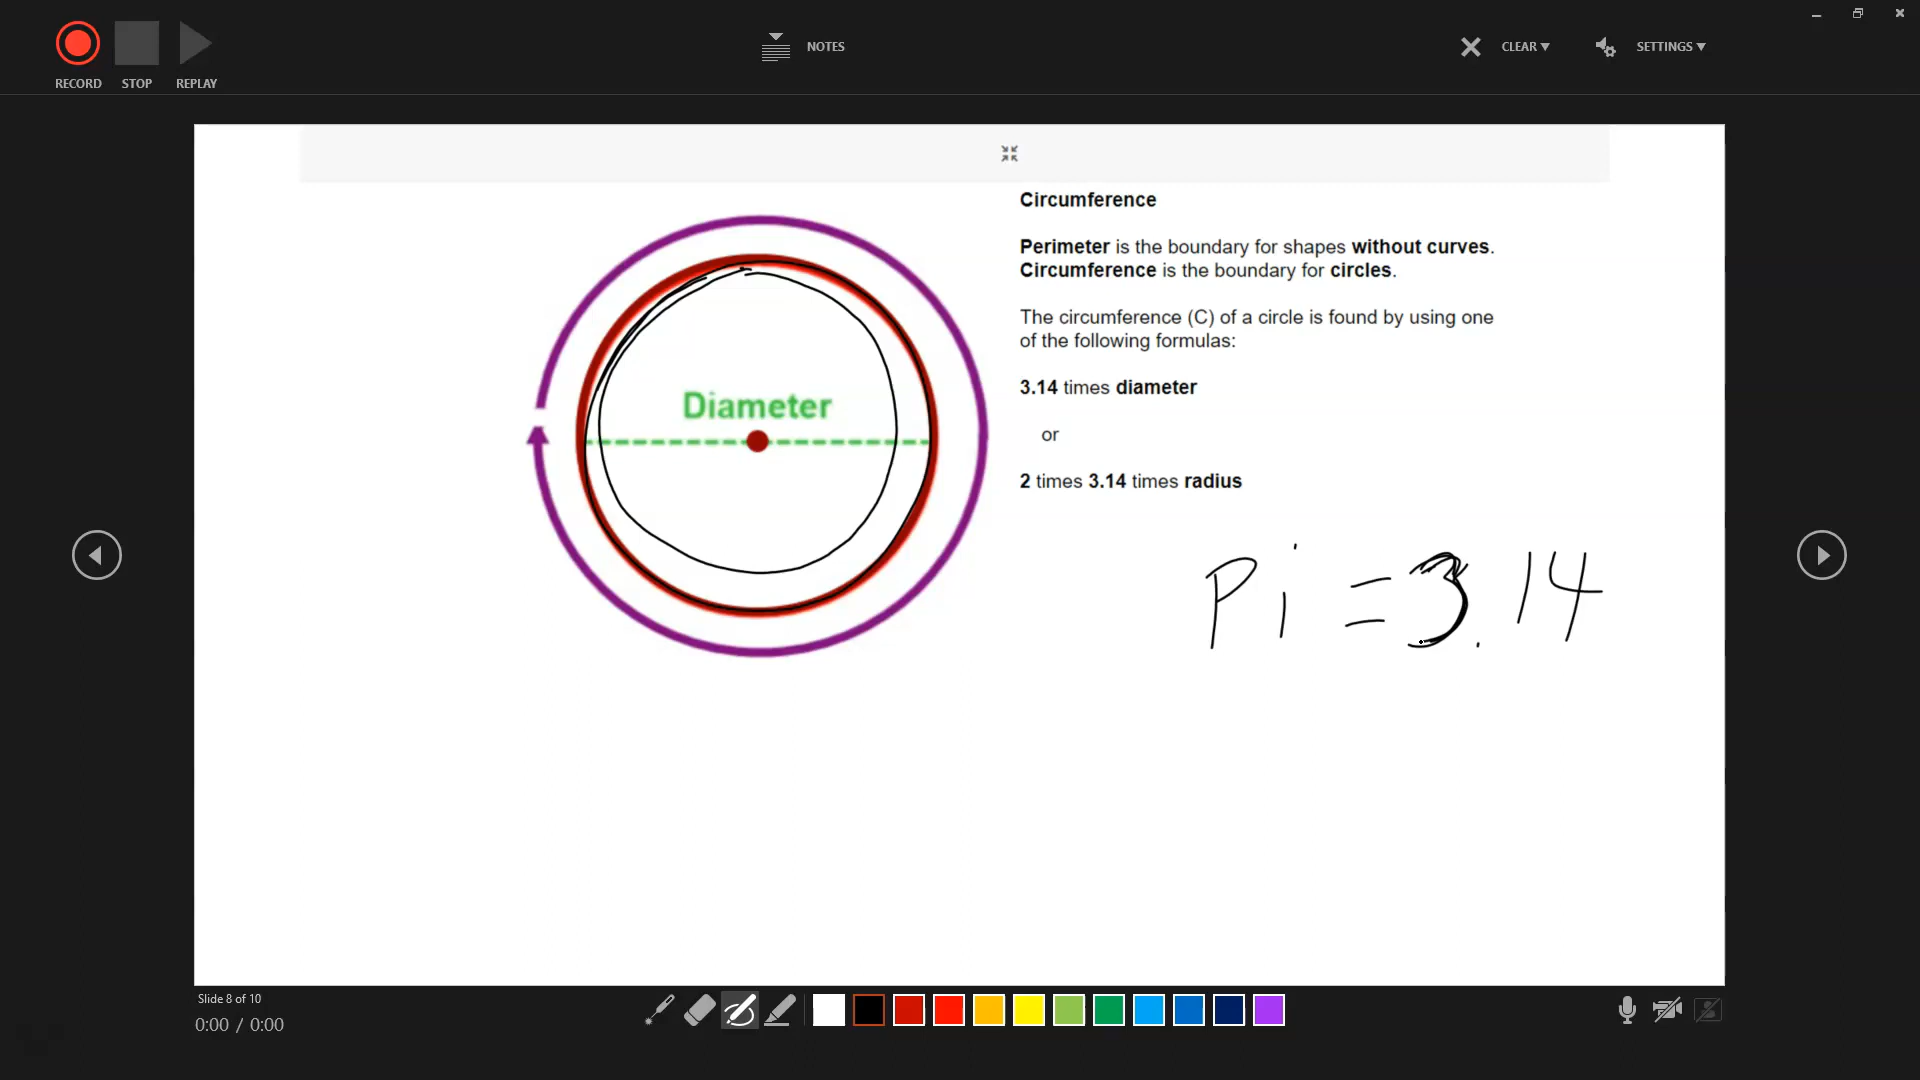 RECORD
STOP
REPLAY
NOTES
CLEAR
SETTINGS
Circumference
Perimeter is the boundary for shapes without curves.
Circumference is the boundary for circles.
The circumference (C) of a circle is found by using one
of the following formulas:
3.14 times diameter
or
2 times 3.14 times radius
Diameter
Pi = 3.14
Slide 8 of 10
0:00 / 0:00